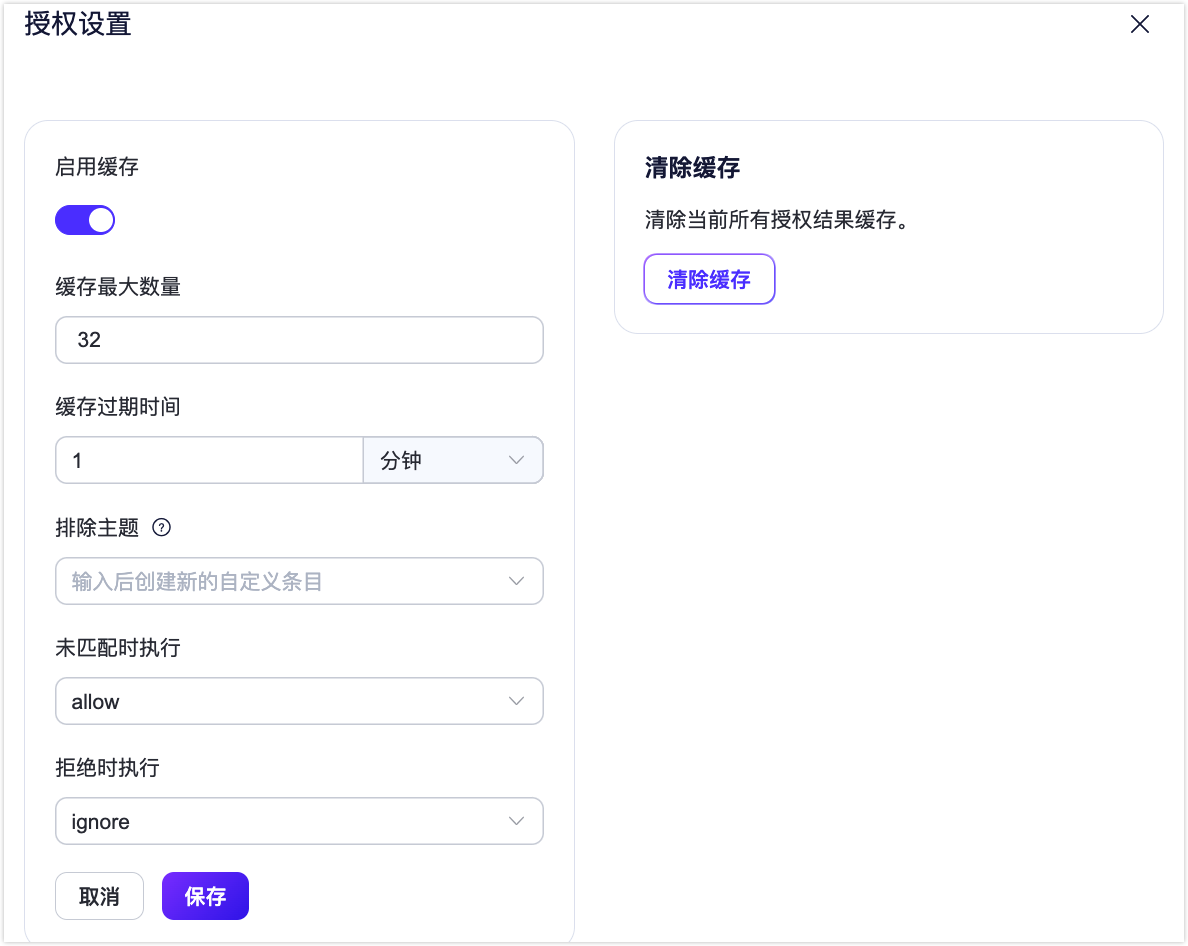 授权设置
启用缓存
缓存最大数量
32
缓存过期时间
1
分钟
排除主题
?
输入后创建新的自定义条目
未匹配时执行
allow
拒绝时执行
ignore
取消
保存
清除缓存
清除当前所有授权结果缓存。
清除缓存